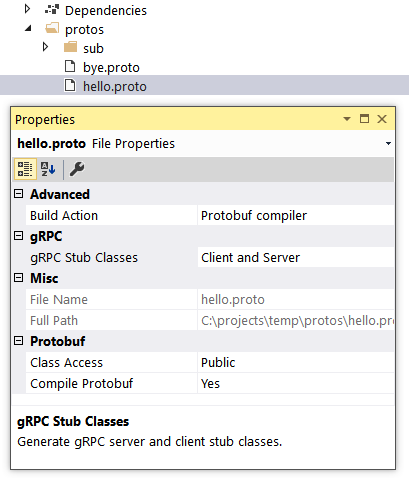 Dependencies
protos
sub
bye.proto
hello.proto
Properties
hello.proto File Properties
Advanced
Build Action Protobuf compiler
gRPC
gRPC Stub Classes Client and Server
Misc
File Name hello.proto
Full Path C:\projects\temp\protos\hello.pro
Protobuf
Class Access Public
Compile Protobuf Yes
gRPC Stub Classes
Generate gRPC server and client stub classes.